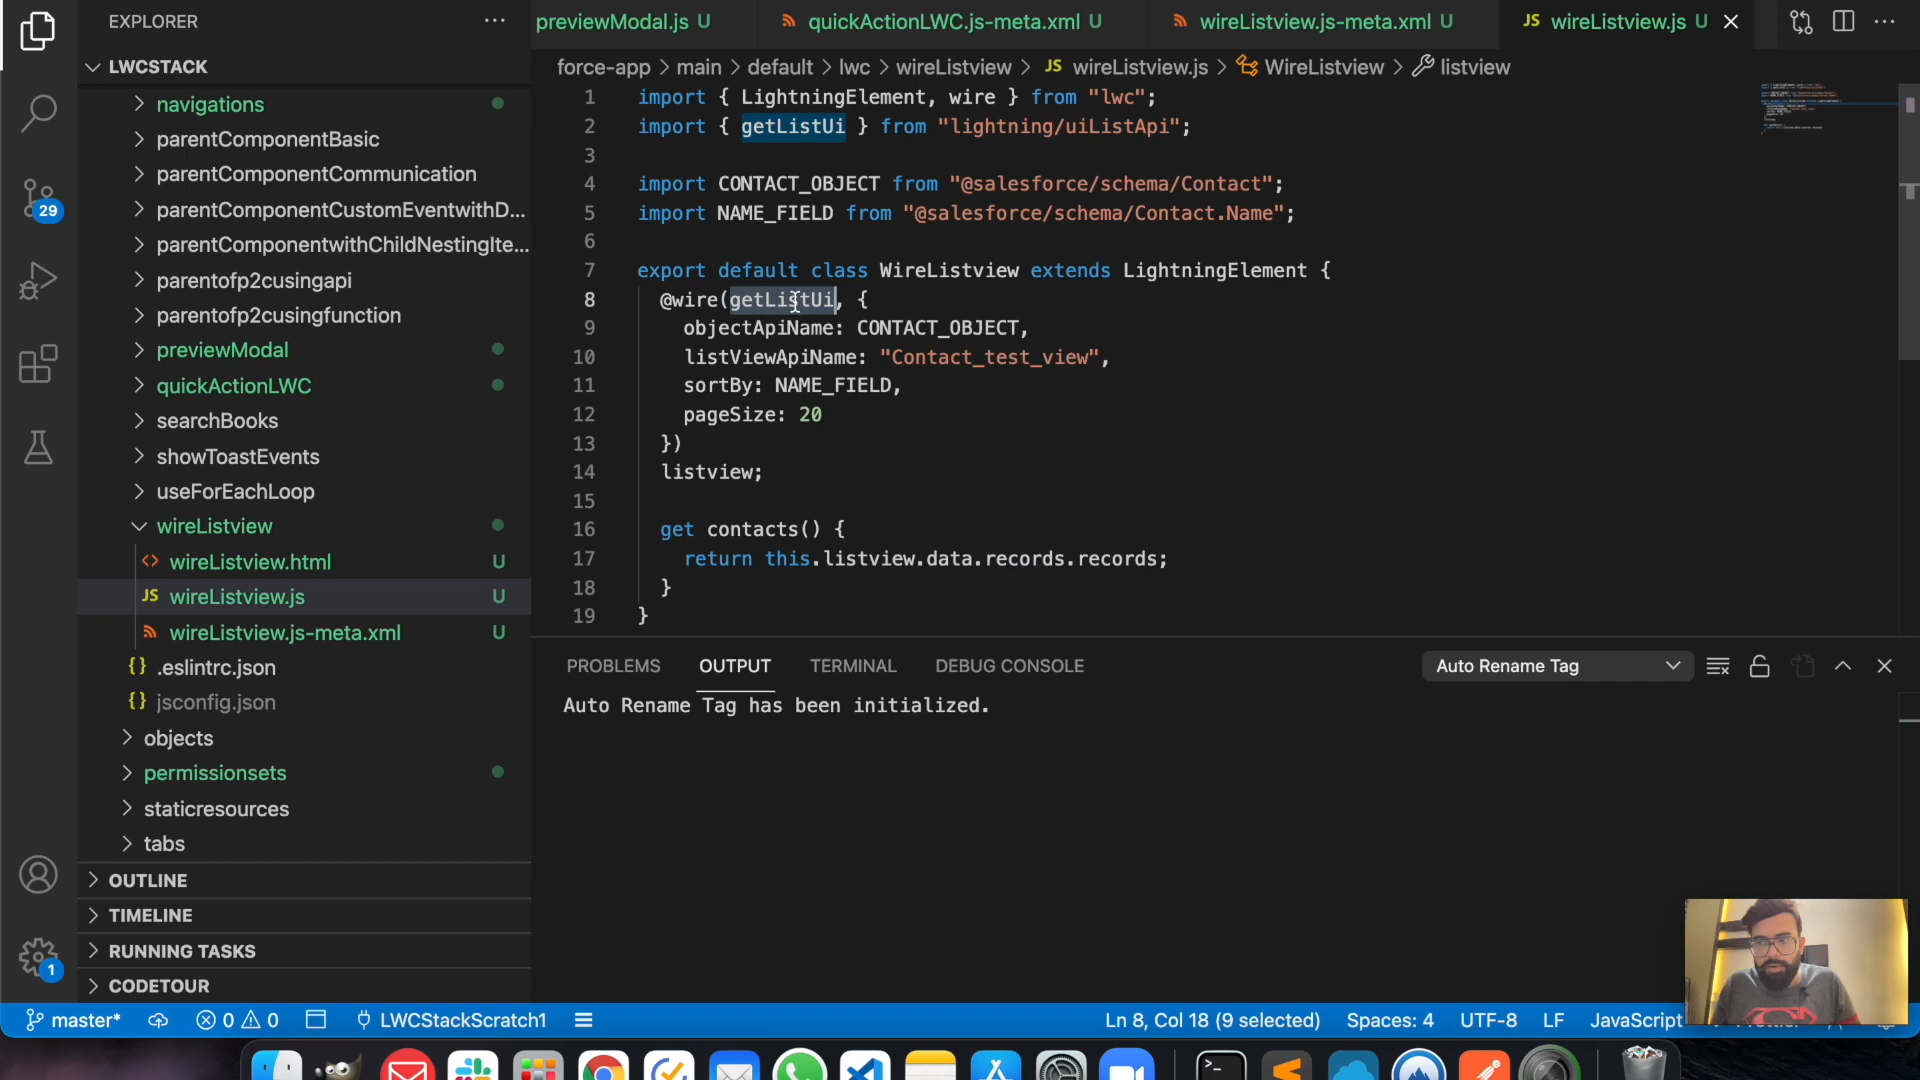 EXPLORER
previewModal.js U
quickActionLWC.js-meta.xml U
wireListview.js-meta.xml U
JS wireListview.js U
LWCSTACK
force-app > main > default > lwc > wireListview > JS wireListview.js > WireListview > listview
navigations
parentComponentBasic
parentComponentCommunication
parentComponentCustomEventwithD...
parentComponentwithChildNestingIte...
parentofp2cusingapi
parentofp2cusingfunction
previewModal
quickActionLWC
searchBooks
showToastEvents
useForEachLoop
wireListview
<> wireListview.html U
JS wireListview.js U
wireListview.js-meta.xml U
{} .eslintrc.json
{} jsconfig.json
objects
permissionsets
staticresources
tabs
OUTLINE
TIMELINE
RUNNING TASKS
CODETOUR
29
1
1 import { LightningElement, wire } from "lwc";
2 import { getListUi } from "lightning/uiListApi";
3
4 import CONTACT_OBJECT from "@salesforce/schema/Contact";
5 import NAME_FIELD from "@salesforce/schema/Contact.Name";
6
7 export default class WireListview extends LightningElement {
8 @wire(getListUi, {
9 objectApiName: CONTACT_OBJECT,
10 listViewApiName: "Contact_test_view",
11 sortBy: NAME_FIELD,
12 pageSize: 20
13 })
14 listview;
15
16 get contacts() {
17 return this.listview.data.records.records;
18 }
19 }
PROBLEMS OUTPUT TERMINAL DEBUG CONSOLE
Auto Rename Tag
Auto Rename Tag has been initialized.
master* 0 0 LWCStackScratch1
Ln 8, Col 18 (9 selected) Spaces: 4 UTF-8 LF JavaScript